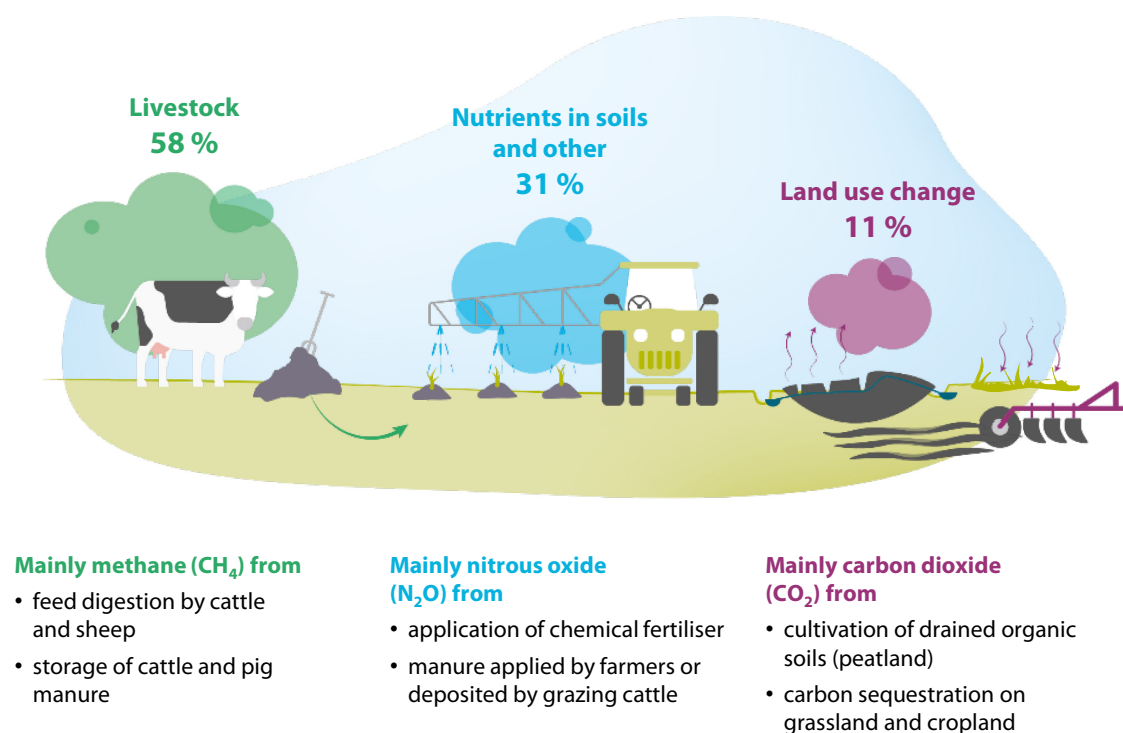 Livestock
58 %
Nutrients in soils
and other
31 %
Land use change
11 %
Mainly methane (CH₄) from
• feed digestion by cattle
and sheep
• storage of cattle and pig
manure
Mainly nitrous oxide
(N₂O) from
• application of chemical fertiliser
• manure applied by farmers or
deposited by grazing cattle
Mainly carbon dioxide
(CO₂) from
• cultivation of drained organic
soils (peatland)
• carbon sequestration on
grassland and cropland